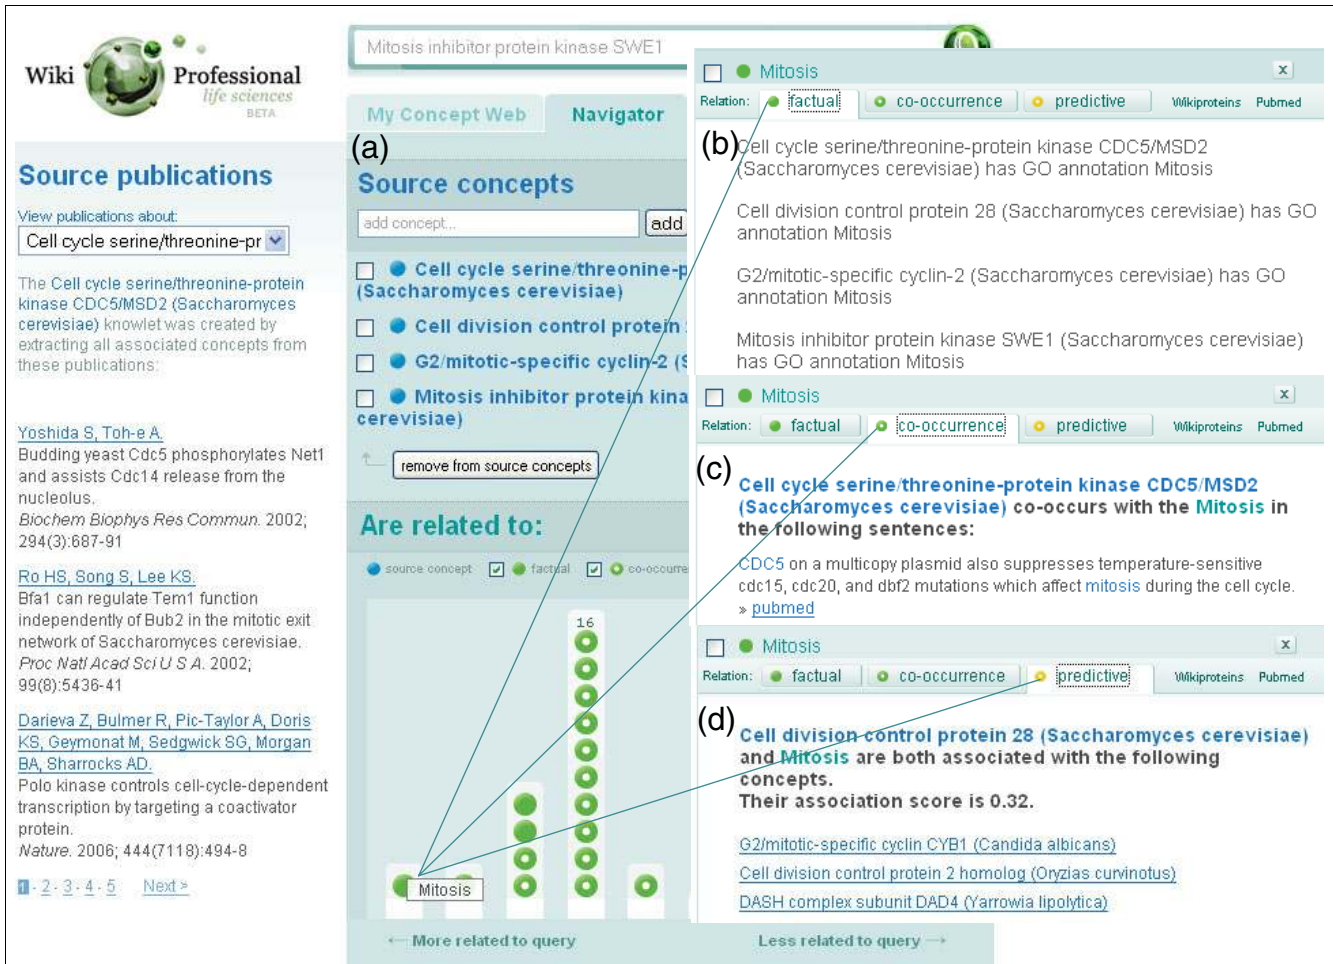 Wiki Professional
life sciences
BETA
Source publications
View publications about:
Cell cycle serine/threonine-pr
The Cell cycle serine/threonine-protein
kinase CDC5/MSD2 (Saccharomyces
cerevisiae) knowlet was created by
extracting all associated concepts from
these publications:
Yoshida S, Toh-e A.
Budding yeast Cdc5 phosphorylates Net1
and assists Cdc14 release from the
nucleolus.
Biochem Biophys Res Commun. 2002;
294(3):687-91
Ro HS, Song S, Lee KS.
Bfa1 can regulate Tem1 function
independently of Bub2 in the mitotic exit
network of Saccharomyces cerevisiae.
Proc Natl Acad Sci U S A. 2002;
99(8):5436-41
Darieva Z, Bulmer R, Pic-Taylor A, Doris
KS, Geymonat M, Sedgwick SG, Morgan
BA, Sharrocks AD.
Polo kinase controls cell-cycle-dependent
transcription by targeting a coactivator
protein.
Nature. 2006; 444(7118):494-8
1 · 2 · 3 · 4 · 5 Next >
Mitosis inhibitor protein kinase SWE1
My Concept Web Navigator
(a)
Source concepts
add concept... add
Cell cycle serine/threonine-p
(Saccharomyces cerevisiae)
Cell division control protein
G2/mitotic-specific cyclin-2 (S
Mitosis inhibitor protein kina
cerevisiae)
remove from source concepts
Are related to:
source concept factual co-occurre
16
Mitosis
← More related to query Less related to query →
Mitosis x
Relation: factual co-occurrence predictive Wikiproteins Pubmed
(b)
Cell cycle serine/threonine-protein kinase CDC5/MSD2
(Saccharomyces cerevisiae) has GO annotation Mitosis
Cell division control protein 28 (Saccharomyces cerevisiae) has GO
annotation Mitosis
G2/mitotic-specific cyclin-2 (Saccharomyces cerevisiae) has GO
annotation Mitosis
Mitosis inhibitor protein kinase SWE1 (Saccharomyces cerevisiae)
has GO annotation Mitosis
Mitosis x
Relation: factual co-occurrence predictive Wikiproteins Pubmed
(c)
Cell cycle serine/threonine-protein kinase CDC5/MSD2
(Saccharomyces cerevisiae) co-occurs with the Mitosis in
the following sentences:
CDC5 on a multicopy plasmid also suppresses temperature-sensitive
cdc15, cdc20, and dbf2 mutations which affect mitosis during the cell cycle.
» pubmed
Mitosis x
Relation: factual co-occurrence predictive Wikiproteins Pubmed
(d)
Cell division control protein 28 (Saccharomyces cerevisiae)
and Mitosis are both associated with the following
concepts.
Their association score is 0.32.
G2/mitotic-specific cyclin CYB1 (Candida albicans)
Cell division control protein 2 homolog (Oryzias curvinotus)
DASH complex subunit DAD4 (Yarrowia lipolytica)